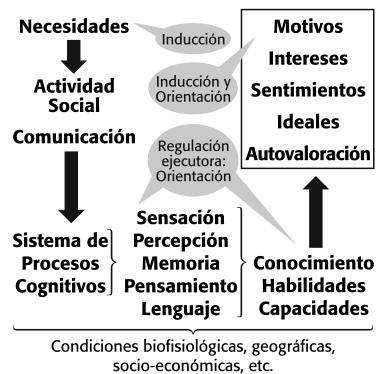 Necesidades
Inducción
Actividad
Social
Comunicación
Inducción y
Orientación
Motivos
Intereses
Sentimientos
Ideales
Autovaloración
Regulación
ejecutora:
Orientación
Sistema de
Procesos
Cognitivos
Sensación
Percepción
Memoria
Pensamiento
Lenguaje
Conocimiento
Habilidades
Capacidades
Condiciones biofisiológicas, geográficas,
socio-económicas, etc.